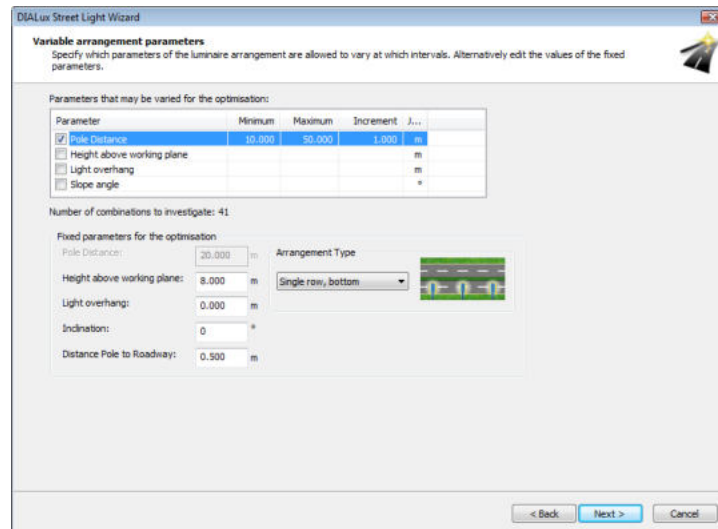 DIALux Street Light Wizard
Variable arrangement parameters
Specify which parameters of the luminaire arrangement are allowed to vary at which intervals. Alternatively edit the values of the fixed
parameters.
Parameters that may be varied for the optimisation:
Parameter Minimum Maximum Increment J...
Pole Distance 10.000 50.000 1.000 m
Height above working plane m
Light overhang m
Slope angle °
Number of combinations to investigate: 41
Fixed parameters for the optimisation
Pole Distance: 20.000 m Arrangement Type
Height above working plane: 8.000 m Single row, bottom
Light overhang: 0.000 m
Inclination: 0 °
Distance Pole to Roadway: 0.500 m
< Back Next > Cancel